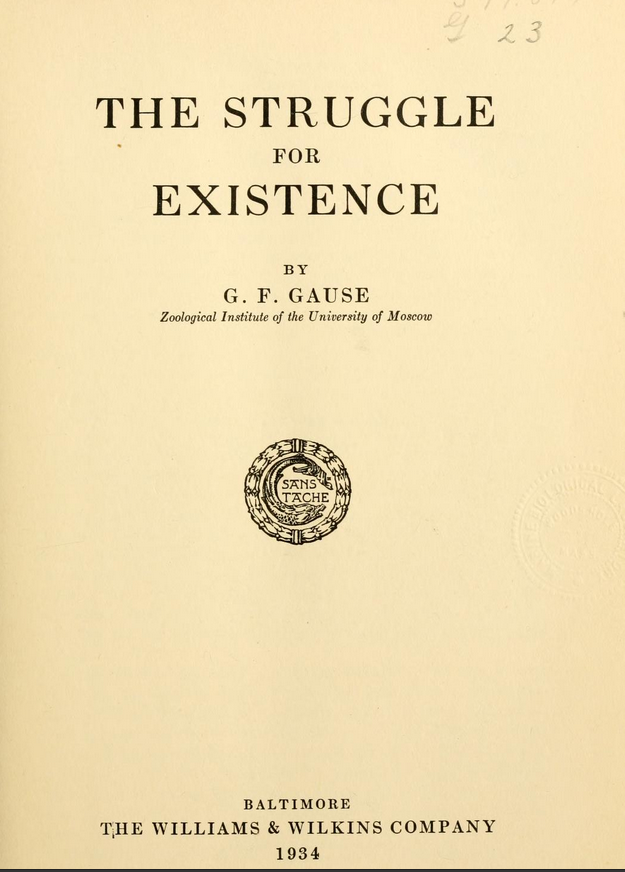 23
THE STRUGGLE
FOR
EXISTENCE
BY
G. F. GAUSE
Zoological Institute of the University of Moscow
SANS
TACHE
BALTIMORE
THE WILLIAMS & WILKINS COMPANY
1934